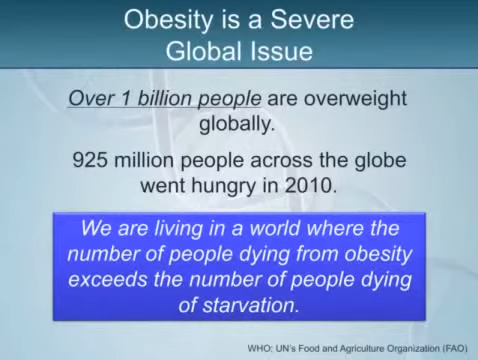 Obesity is a Severe
Global Issue
Over 1 billion people are overweight
globally.
925 million people across the globe
went hungry in 2010.
We are living in a world where the
number of people dying from obesity
exceeds the number of people dying
of starvation.
WHO; UN's Food and Agriculture Organization (FAO)